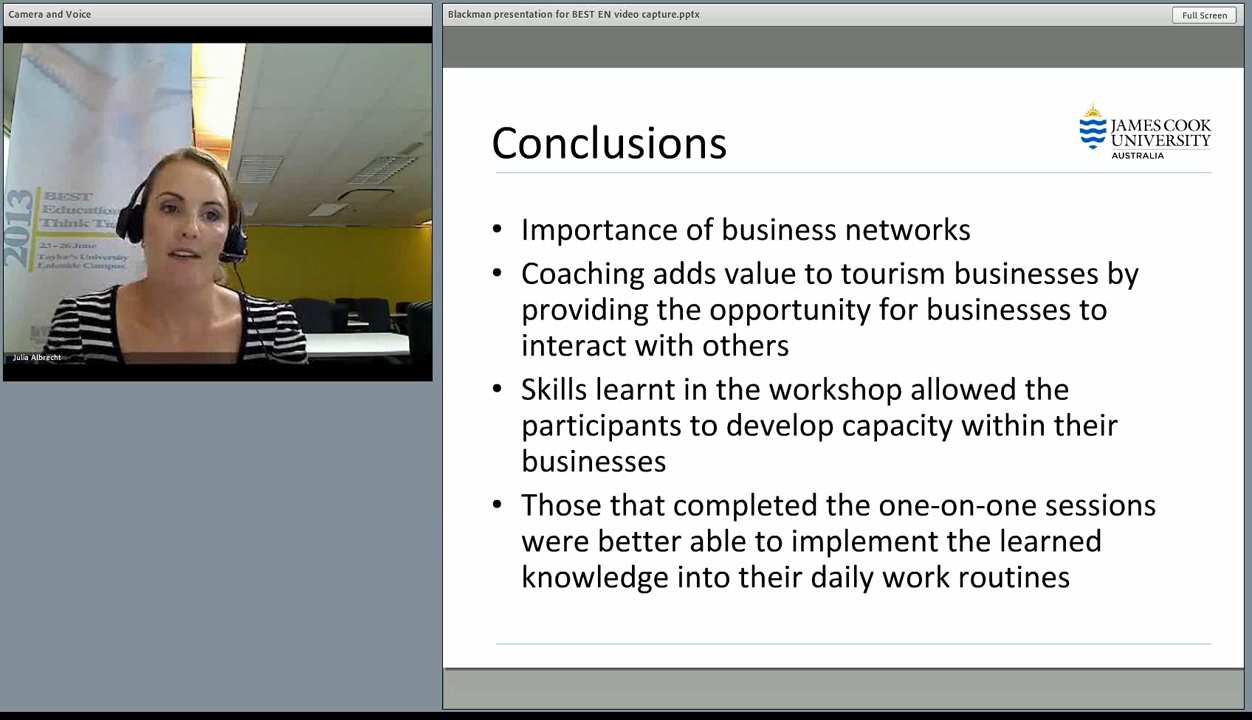 Camera and Voice
2013
BEST
Education
Think Ta
23-26 June
Taylor's University
Lakeside Campus
Julia Albrecht
Blackman presentation for BEST EN video capture.pptx
Full Screen
Conclusions
JAMES COOK
UNIVERSITY
AUSTRALIA
• Importance of business networks
• Coaching adds value to tourism businesses by
providing the opportunity for businesses to
interact with others
• Skills learnt in the workshop allowed the
participants to develop capacity within their
businesses
• Those that completed the one-on-one sessions
were better able to implement the learned
knowledge into their daily work routines